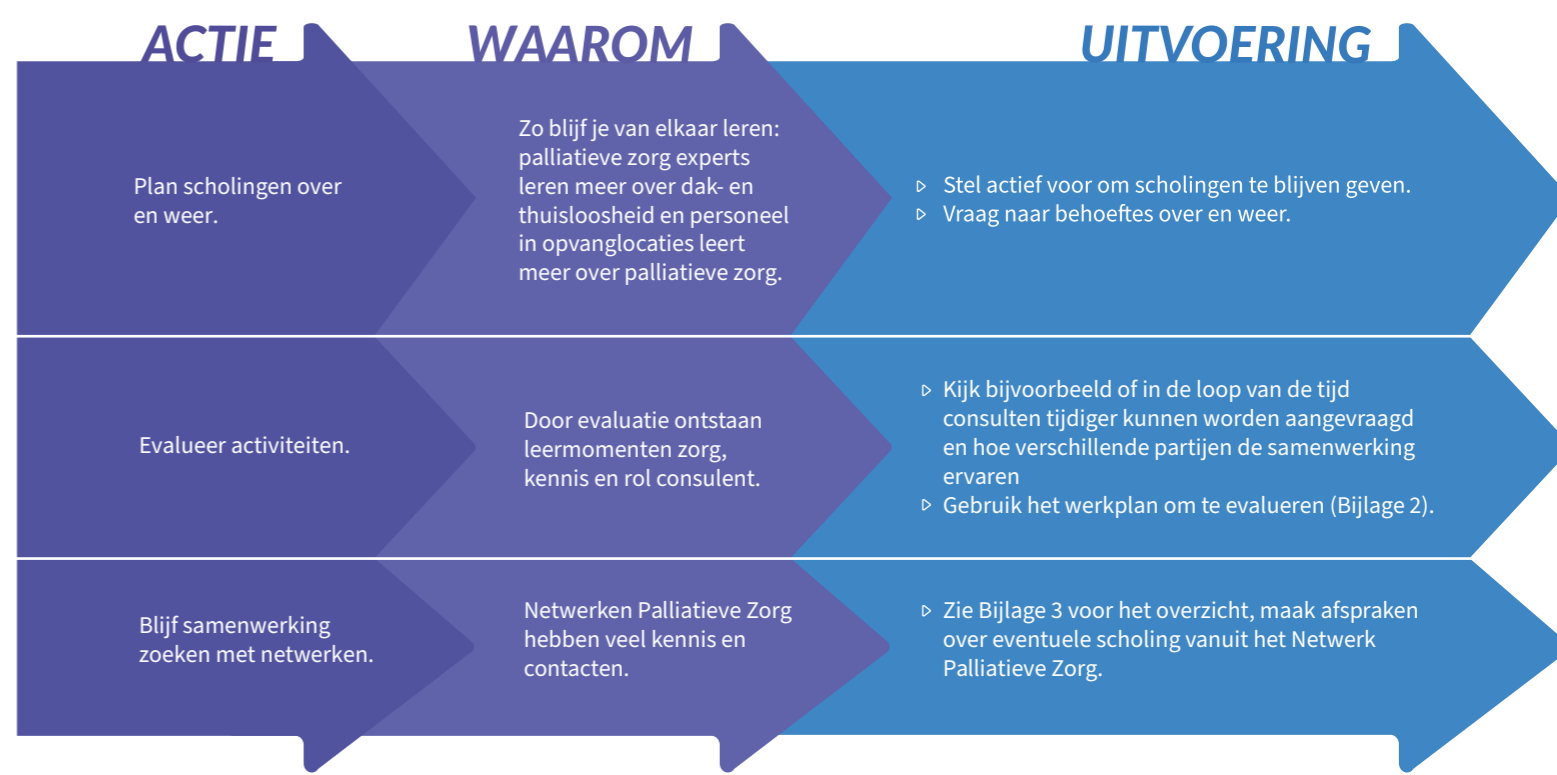 ACTIE
WAAROM
UITVOERING
Plan scholingen over
en weer.
Zo blijf je van elkaar leren:
palliatieve zorg experts
leren meer over dak- en
thuisloosheid en personeel
in opvanglocaties leert
meer over palliatieve zorg.
▷ Stel actief voor om scholingen te blijven geven.
▷ Vraag naar behoeftes over en weer.
Evalueer activiteiten.
Door evaluatie ontstaan
leermomenten zorg,
kennis en rol consulent.
▷ Kijk bijvoorbeeld of in de loop van de tijd
consulten tijdiger kunnen worden aangevraagd
en hoe verschillende partijen de samenwerking
ervaren
▷ Gebruik het werkplan om te evalueren (Bijlage 2).
Blijf samenwerking
zoeken met netwerken.
Netwerken Palliatieve Zorg
hebben veel kennis en
contacten.
▷ Zie Bijlage 3 voor het overzicht, maak afspraken
over eventuele scholing vanuit het Netwerk
Palliatieve Zorg.